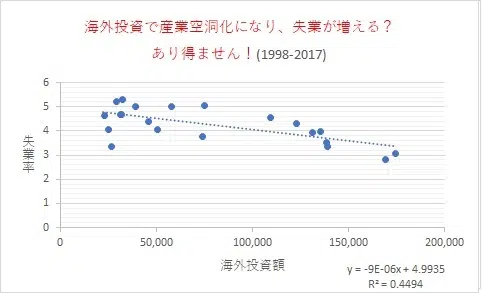 海外投資で産業空洞化になり、失業が増える？
あり得ません！(1998-2017)
6
5
4
3
2
1
0
失業率
0
50,000
100,000
150,000
200,000
海外投資額
y = -9E-06x + 4.9935
R² = 0.4494